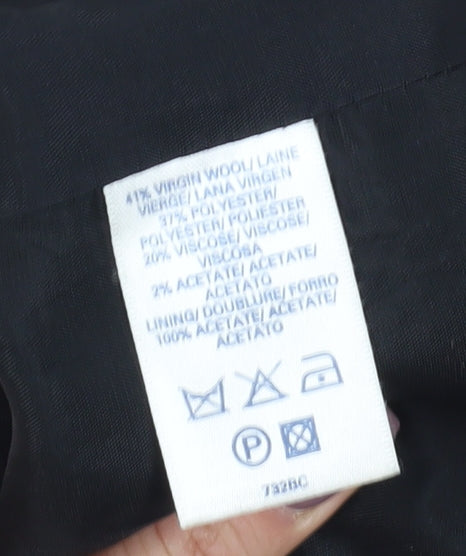 41% VIRGIN WOOL/ LAINE
VIERGE/ LANA VIRGEN
37% POLYESTER/
POLYESTER/ POLIESTER
20% VISCOSE/ VISCOSE/
VISCOSA
2% ACETATE/ ACETATE/
ACETATO
LINING/ DOUBLURE/ FORRO
100% ACETATE/ ACETATE/
ACETATO
P
732BC